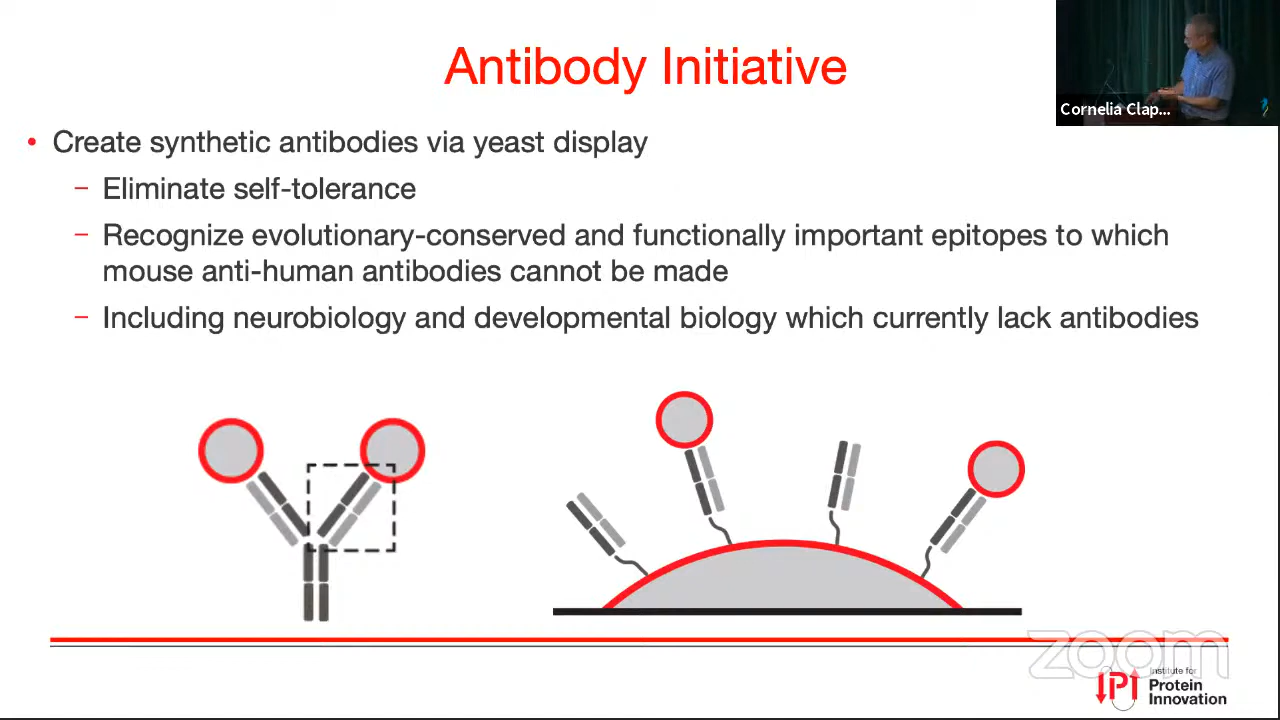 Antibody Initiative
Cornelia Clap...
• Create synthetic antibodies via yeast display
– Eliminate self-tolerance
– Recognize evolutionary-conserved and functionally important epitopes to which
mouse anti-human antibodies cannot be made
– Including neurobiology and developmental biology which currently lack antibodies
zoom
IPI
Institute for
Protein
Innovation